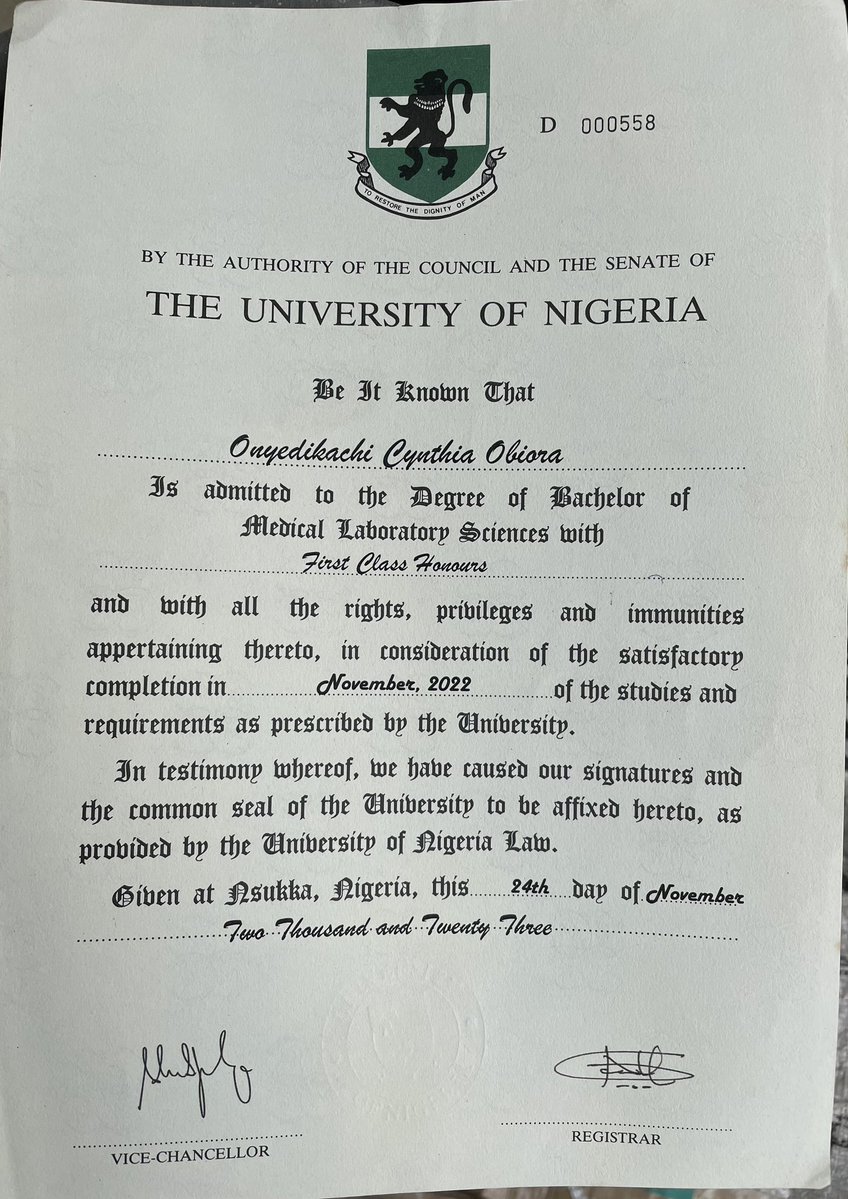 D 000558
TO RESTORE THE DIGNITY OF MAN
BY THE AUTHORITY OF THE COUNCIL AND THE SENATE OF
THE UNIVERSITY OF NIGERIA
Be It Known That
Onyedikachi Cynthia Obiora
Is admitted to the Degree of Bachelor of
Medical Laboratory Sciences with
First Class Honours
and with all the rights, privileges and immunities
appertaining thereto, in consideration of the satisfactory
completion in November, 2022 of the studies and
requirements as prescribed by the University.
In testimony whereof, we have caused our signatures and
the common seal of the University to be affixed hereto, as
provided by the University of Nigeria Law.
Given at Nsukka, Nigeria, this 24th day of November
Two Thousand and Twenty Three
VICE-CHANCELLOR
REGISTRAR